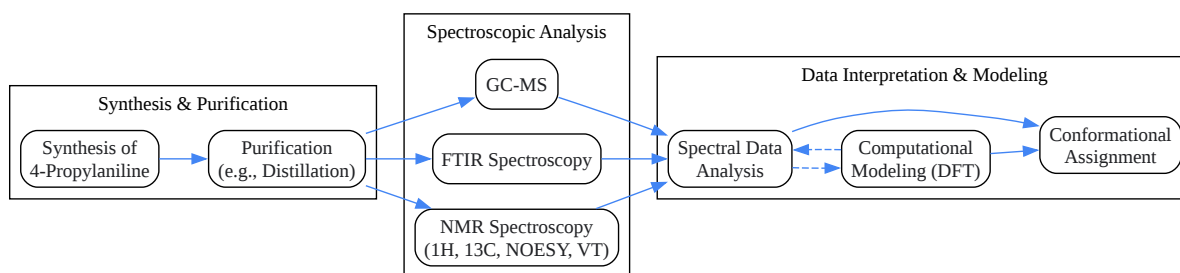 Synthesis & Purification
Synthesis of
4-Propylaniline
Purification
(e.g., Distillation)
Spectroscopic Analysis
GC-MS
FTIR Spectroscopy
NMR Spectroscopy
(1H, 13C, NOESY, VT)
Data Interpretation & Modeling
Spectral Data
Analysis
Computational
Modeling (DFT)
Conformational
Assignment